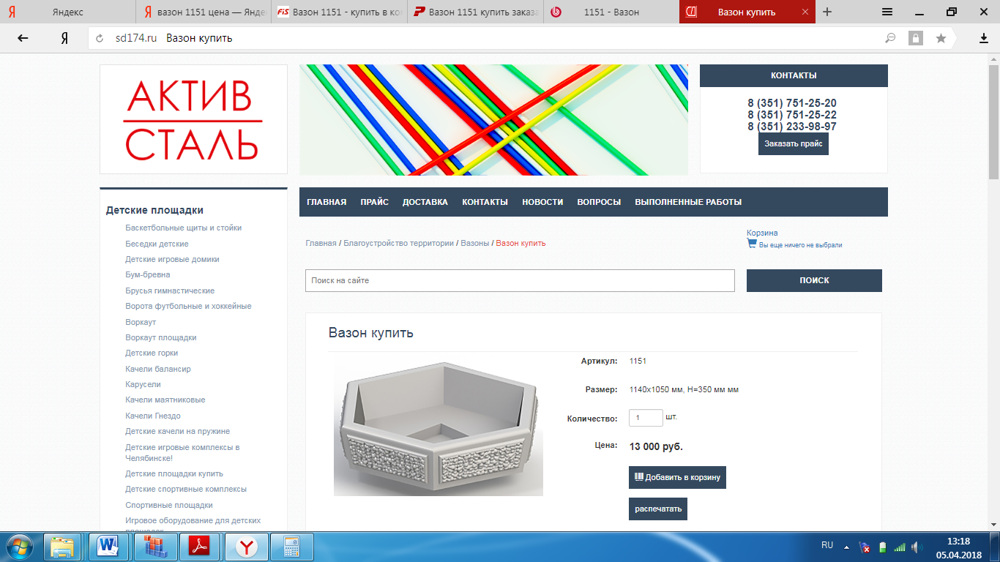 Яндекс
вазон 1151 цена — Янде
Вазон 1151 - купить в ко
Вазон 1151 купить заказа
1151 - Вазон
Вазон купить
sd174.ru Вазон купить
АКТИВ
СТАЛЬ
КОНТАКТЫ
8 (351) 751-25-20
8 (351) 751-25-22
8 (351) 233-98-97
Заказать прайс
ГЛАВНАЯ ПРАЙС ДОСТАВКА КОНТАКТЫ НОВОСТИ ВОПРОСЫ ВЫПОЛНЕННЫЕ РАБОТЫ
Детские площадки
Баскетбольные щиты и стойки
Беседки детские
Детские игровые домики
Бум-бревна
Брусья гимнастические
Ворота футбольные и хоккейные
Воркаут
Воркаут площадки
Детские горки
Качели балансир
Карусели
Качели маятниковые
Качели Гнездо
Детские качели на пружине
Детские игровые комплексы в
Челябинске!
Детские площадки купить
Детские спортивные комплексы
Спортивные площадки
Игровое оборудование для детских
площадок
Главная / Благоустройство территории / Вазоны / Вазон купить
Корзина
Вы еще ничего не выбрали
Поиск на сайте
ПОИСК
Вазон купить
Артикул: 1151
Размер: 1140х1050 мм, Н=350 мм мм
Количество: 1 шт.
Цена: 13 000 руб.
Добавить в корзину
распечатать
RU
13:18
05.04.2018